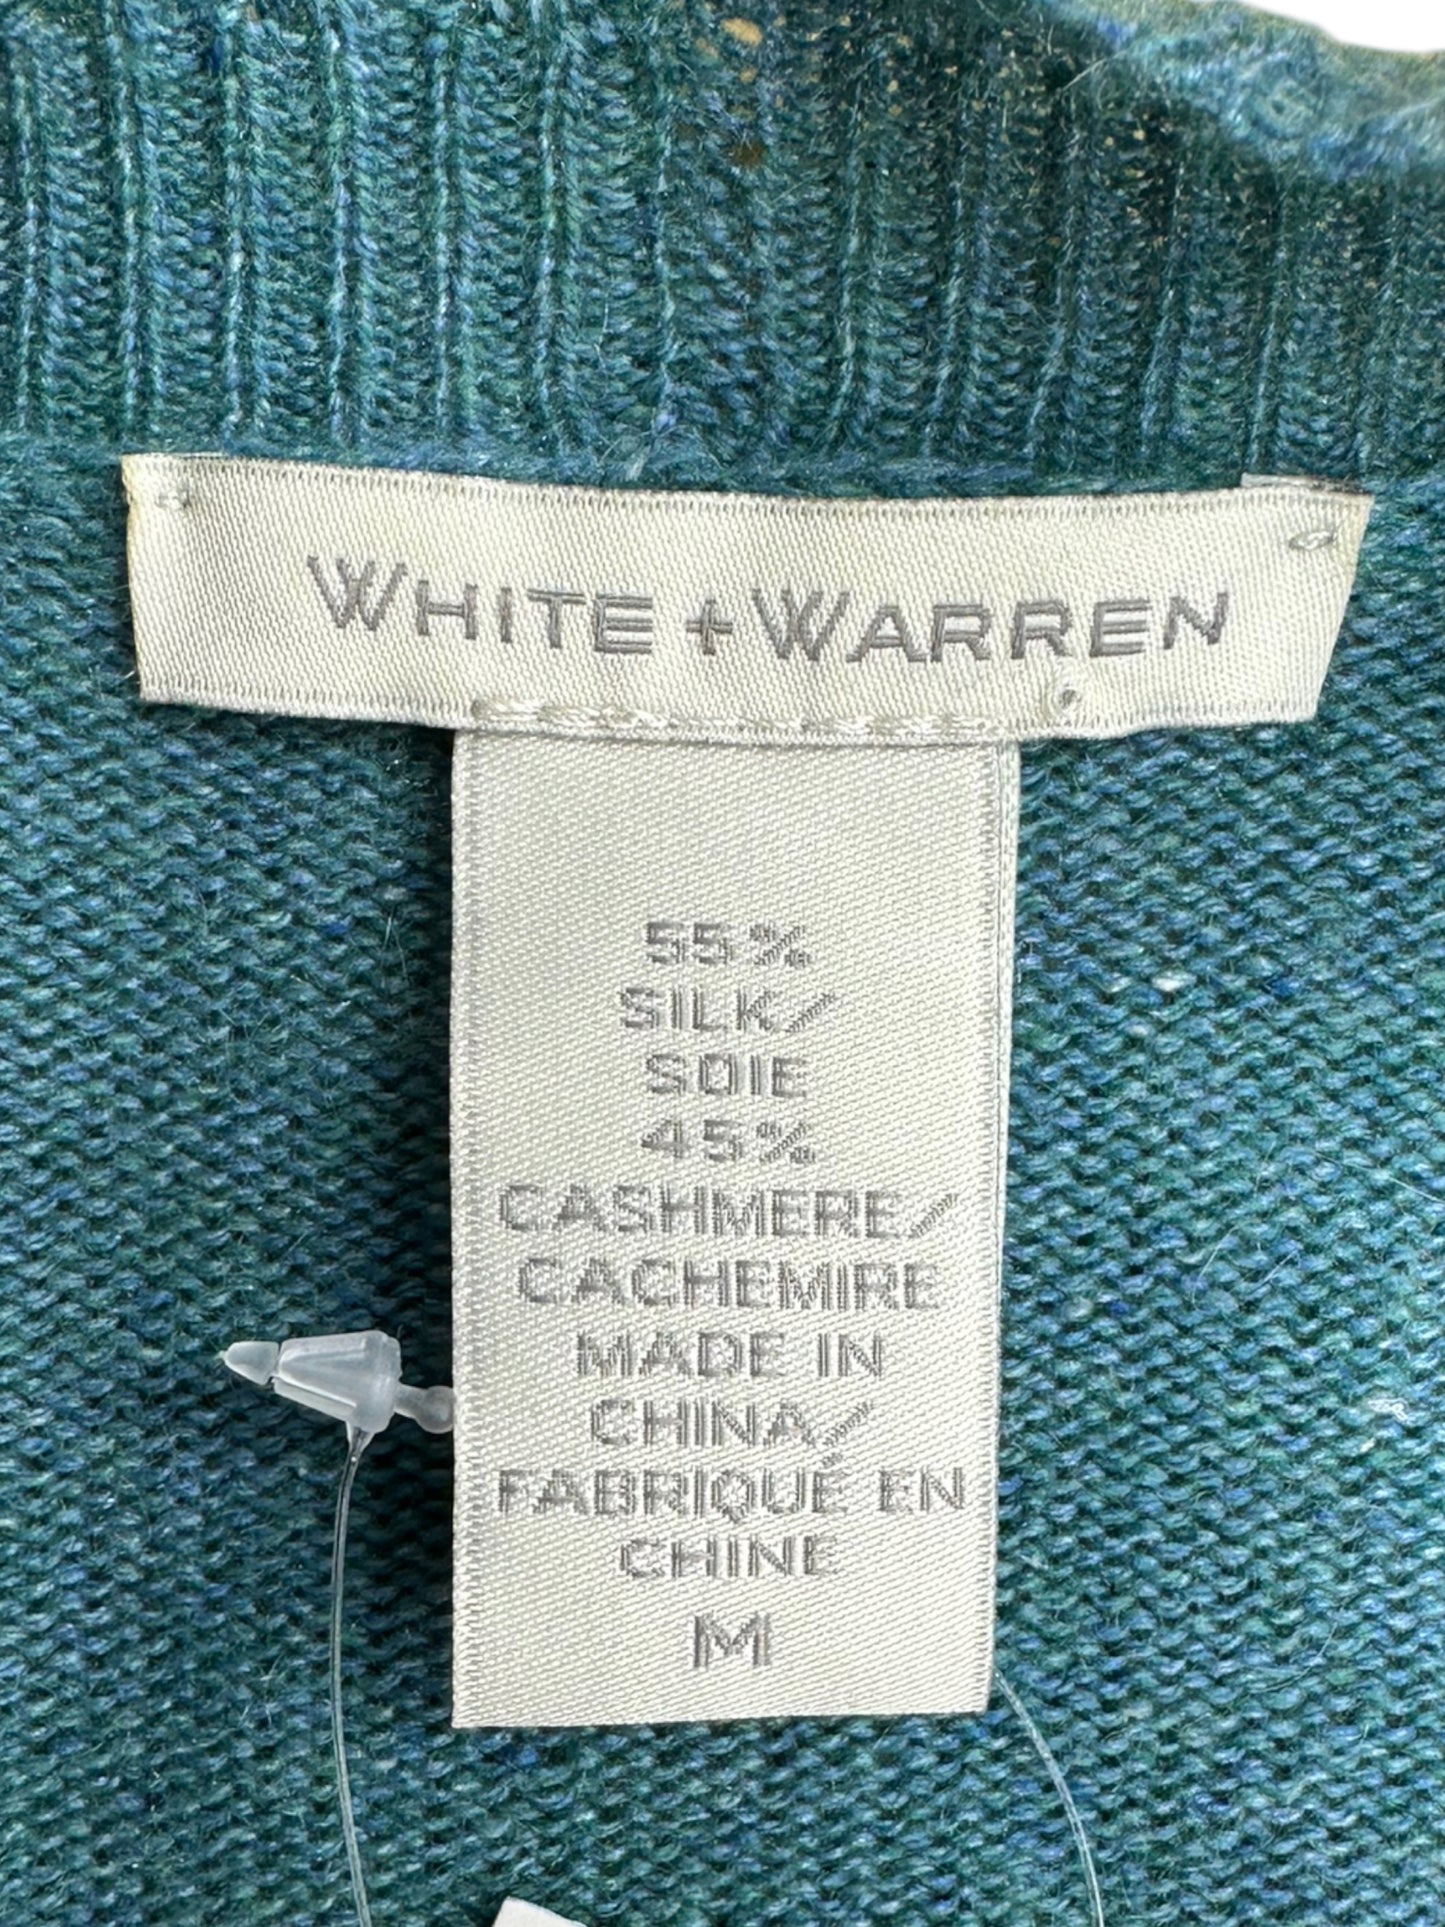 WHITE + WARREN
55%
SILK/
SOIE
45%
CASHMERE/
CACHEMIRE
MADE IN
CHINA/
FABRIQUÉ EN
CHINE
M